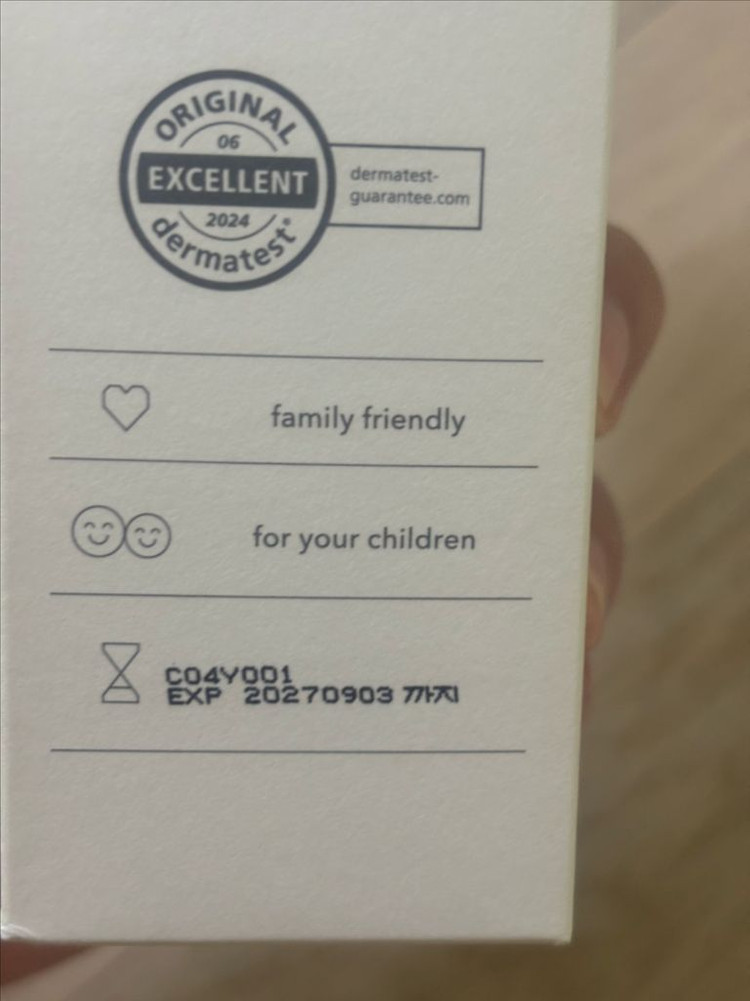 ORIGINAL
06
EXCELLENT
2024
dermatest®
dermatest-
guarantee.com
family friendly
for your children
C04Y001
EXP 20270903 까지